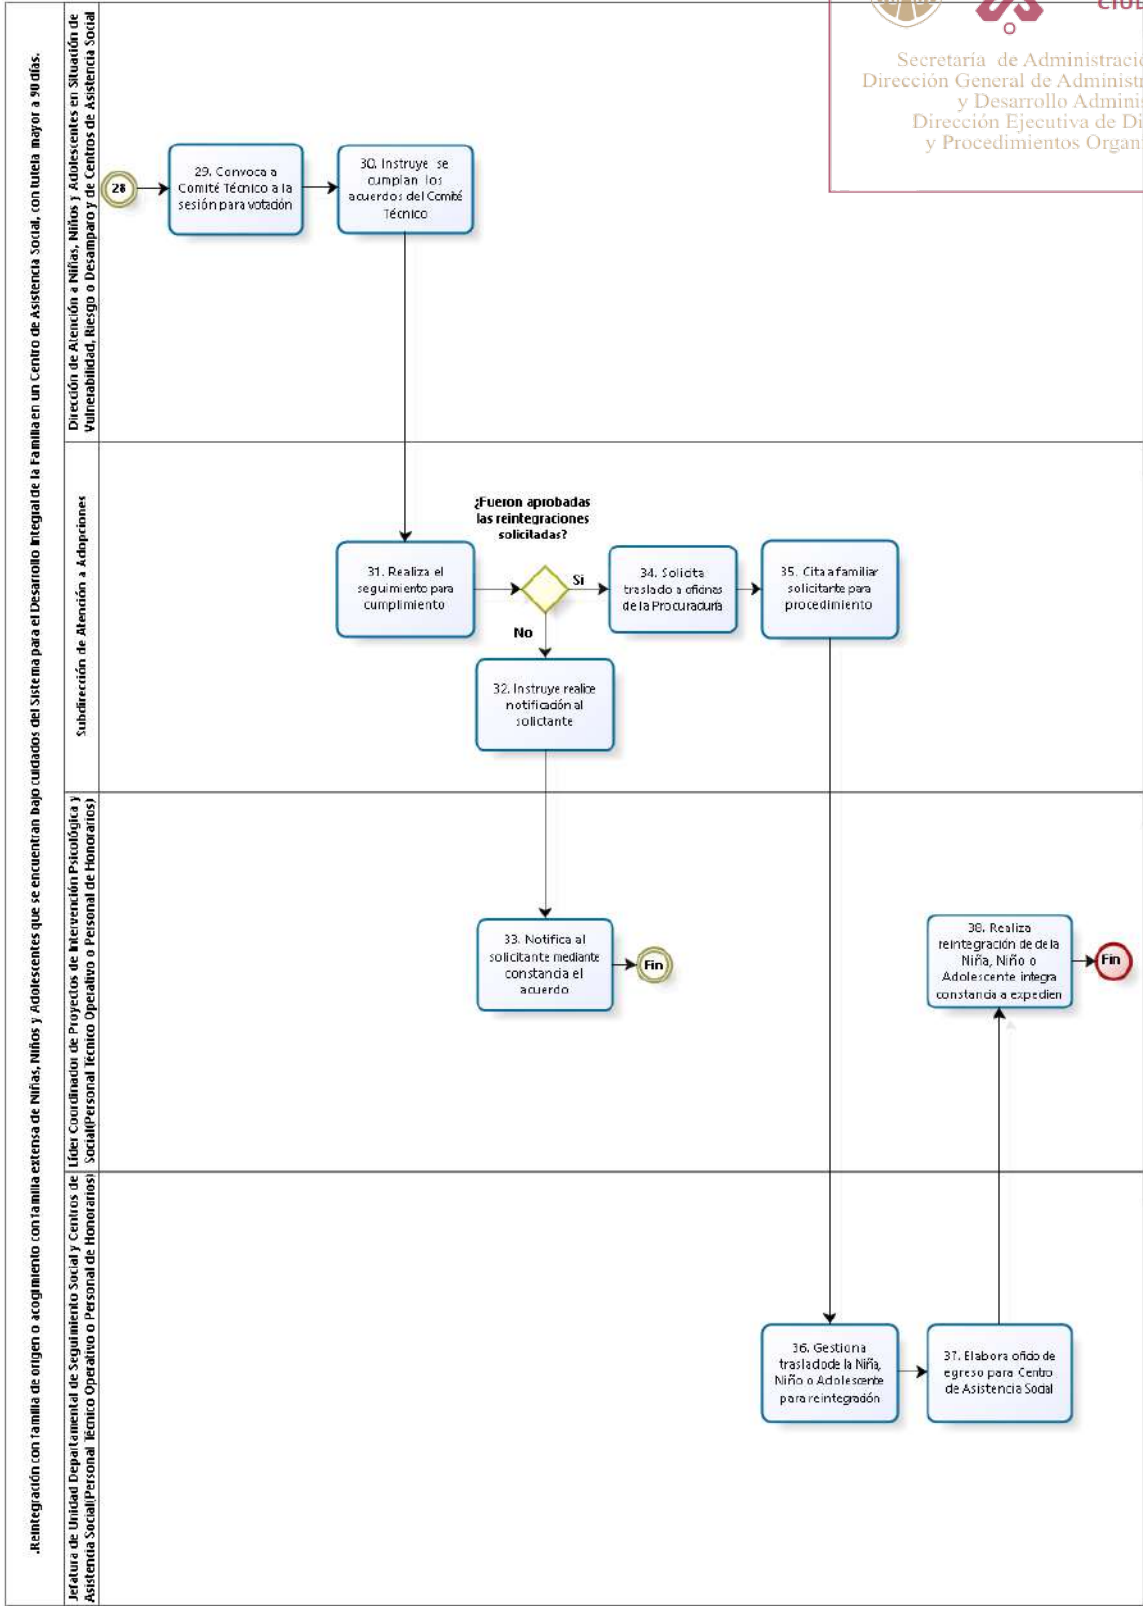 CIUD
Secretaría de Administraci
Dirección General de Administr
y Desarrollo Admini
Dirección Ejecutiva de Di
y Procedimientos Organ
.Reintegración con familia de origen o acogimiento con familia extensa de Niñas, Niños y Adolescentes que se encuentran bajo cuidados del Sistema para el Desarrollo Integral de la Familia en un Centro de Asistencia Social, con tutela mayor a 90 días.
Dirección de Atención a Niñas, Niños y Adolescentes en Situación de
Vulnerabilidad, Riesgo o Desamparo y de Centros de Asistencia Social
28
29. Convoca a
Comité Técnico a la
sesión para votación
30. Instruye se
cumplan los
acuerdos del Comité
Técnico
Subdirección de Atención a Adopciones
31. Realiza el
seguimiento para
cumplimiento
¿Fueron aprobadas
las reintegraciones
solicitadas?
Si
No
34. Solicita
traslado a oficinas
de la Procuraduría
35. Cita a familiar
solicitante para
procedimiento
32. Instruye realice
notificación al
solictante
Líder Coordinador de Proyectos de Intervención Psicológica y
Social(Personal Técnico Operativo o Personal de Honorarios)
33. Notifica al
solicitante mediante
constancia el
acuerdo
Fin
38. Realiza
reintegración de dela
Niña, Niño o
Adolescente integra
constancia a expedien
Fin
Jefatura de Unidad Departamental de Seguimiento Social y Centros de
Asistencia Social(Personal Técnico Operativo o Personal de Honorarios)
36. Gestiona
traslado de la Niña,
Niño o Adolescente
para reintegración
37. Elabora oficio de
egreso para Centro
de Asistencia Social